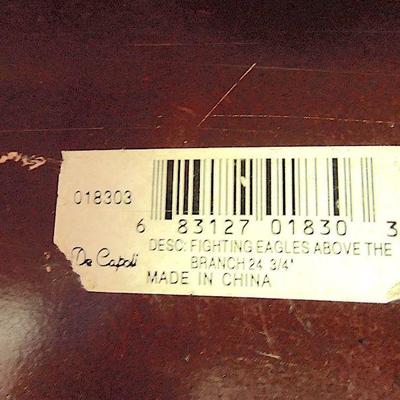 018303
6 83127 01830 3
DESC: FIGHTING EAGLES ABOVE THE
BRANCH 24 3/4"
De Capoli
MADE IN CHINA